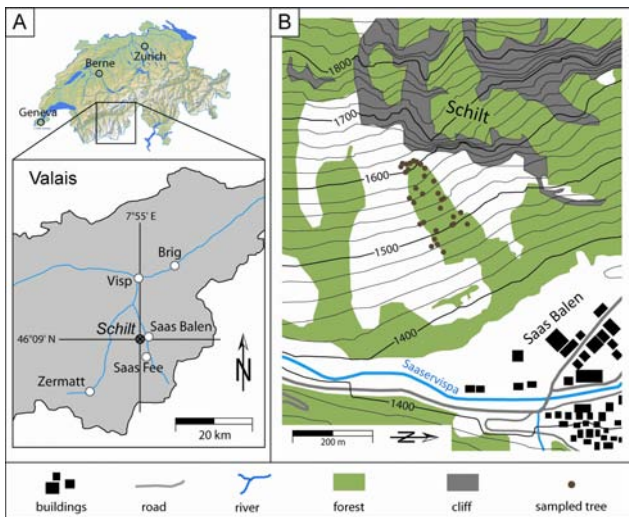 A
Zurich
Berne
Geneva
Valais
7°55' E
Brig
Visp
Schilt
Saas Balen
46°09' N
Saas Fee
Zermatt
N
20 km
B
1800
Schilt
1700
1600
1500
1400
Saas Balen
Saaservispa
1400
200 m
N
buildings
road
river
forest
cliff
sampled tree